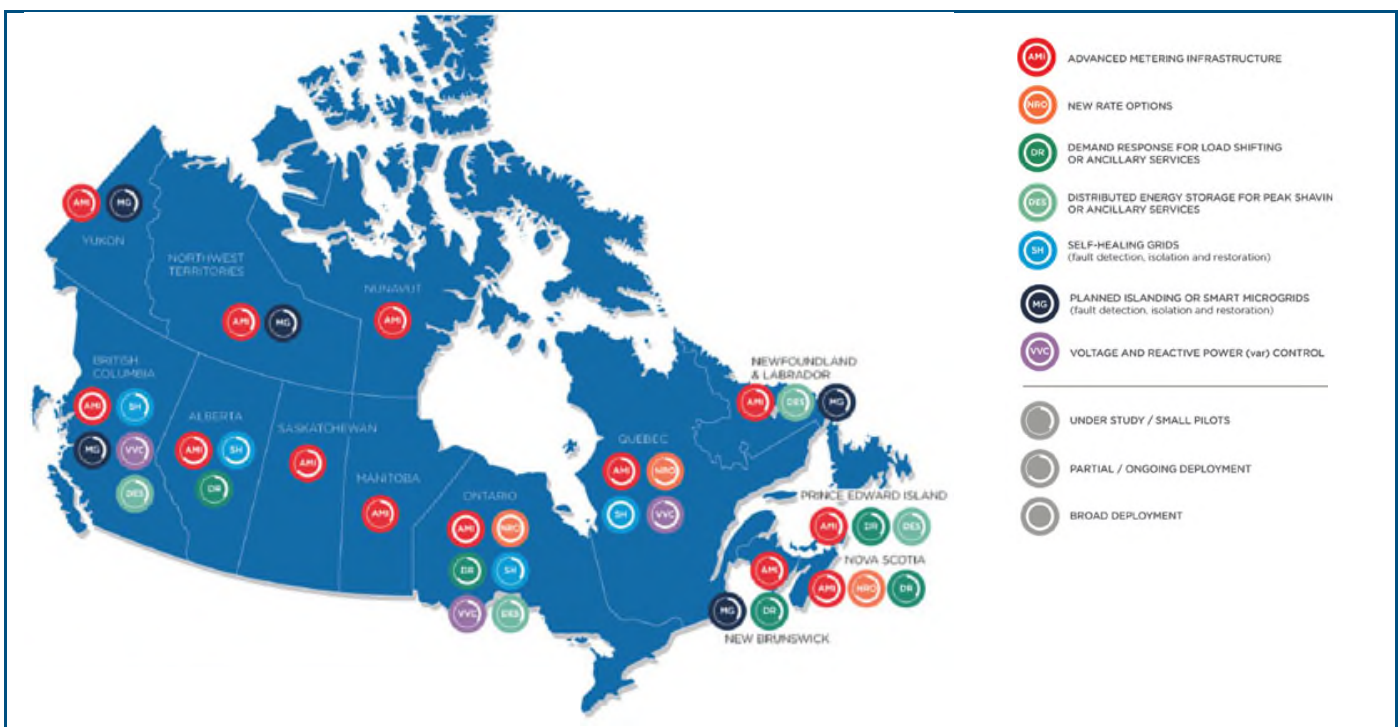 YUKON
AMI MG
NORTHWEST
TERRITORIES
AMI MG
NUNAVUT
AMI
BRITISH
COLUMBIA
AMI SH
MG VVC
DES
ALBERTA
AMI SH
DR
SASKATCHEWAN
AMI
MANITOBA
AMI
ONTARIO
AMI NRO
DR SH
VVC DES
QUEBEC
AMI NRO
SH VVC
NEWFOUNDLAND
& LABRADOR
AMI DES MG
PRINCE EDWARD ISLAND
AMI DR DES
NOVA SCOTIA
AMI NRO DR
AMI
MG DR
NEW BRUNSWICK
AMI ADVANCED METERING INFRASTRUCTURE
NRO NEW RATE OPTIONS
DR DEMAND RESPONSE FOR LOAD SHIFTING
OR ANCILLARY SERVICES
DES DISTRIBUTED ENERGY STORAGE FOR PEAK SHAVIN
OR ANCILLARY SERVICES
SH SELF-HEALING GRIDS
(fault detection, isolation and restoration)
MG PLANNED ISLANDING OR SMART MICROGRIDS
(fault detection, isolation and restoration)
VVC VOLTAGE AND REACTIVE POWER (var) CONTROL
UNDER STUDY / SMALL PILOTS
PARTIAL / ONGOING DEPLOYMENT
BROAD DEPLOYMENT